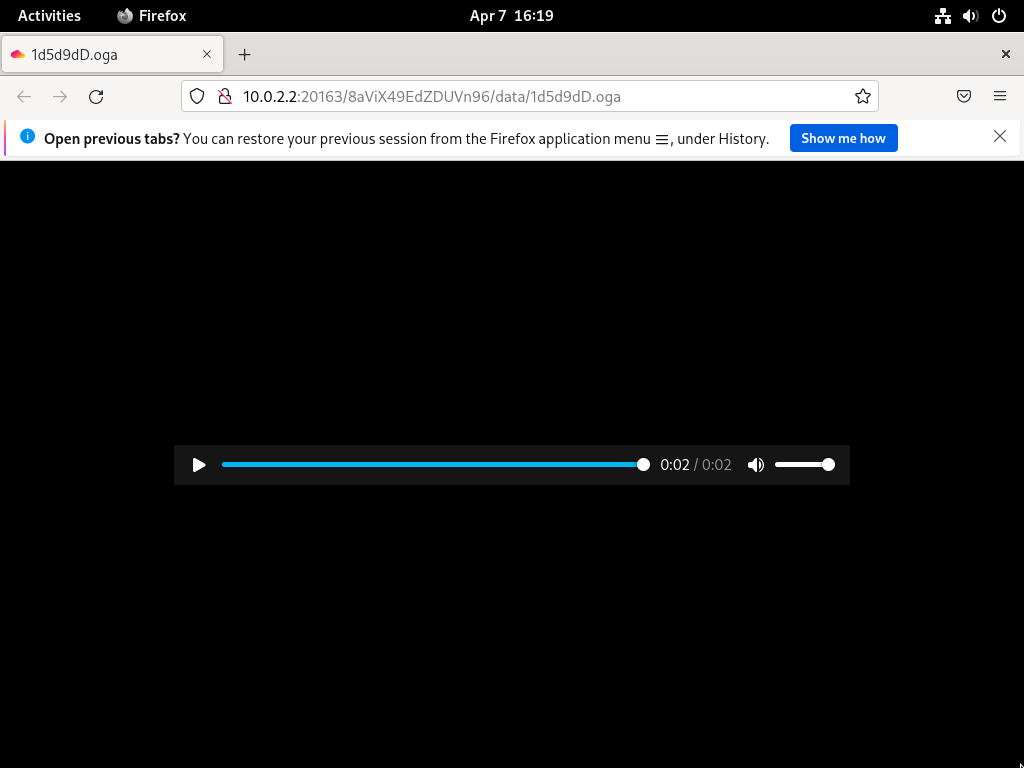 Activities Firefox Apr 7 16:19
1d5d9dD.oga
10.0.2.2:20163/8aViX49EdZDUVn96/data/1d5d9dD.oga
Open previous tabs? You can restore your previous session from the Firefox application menu ≡, under History. Show me how
0:02 / 0:02